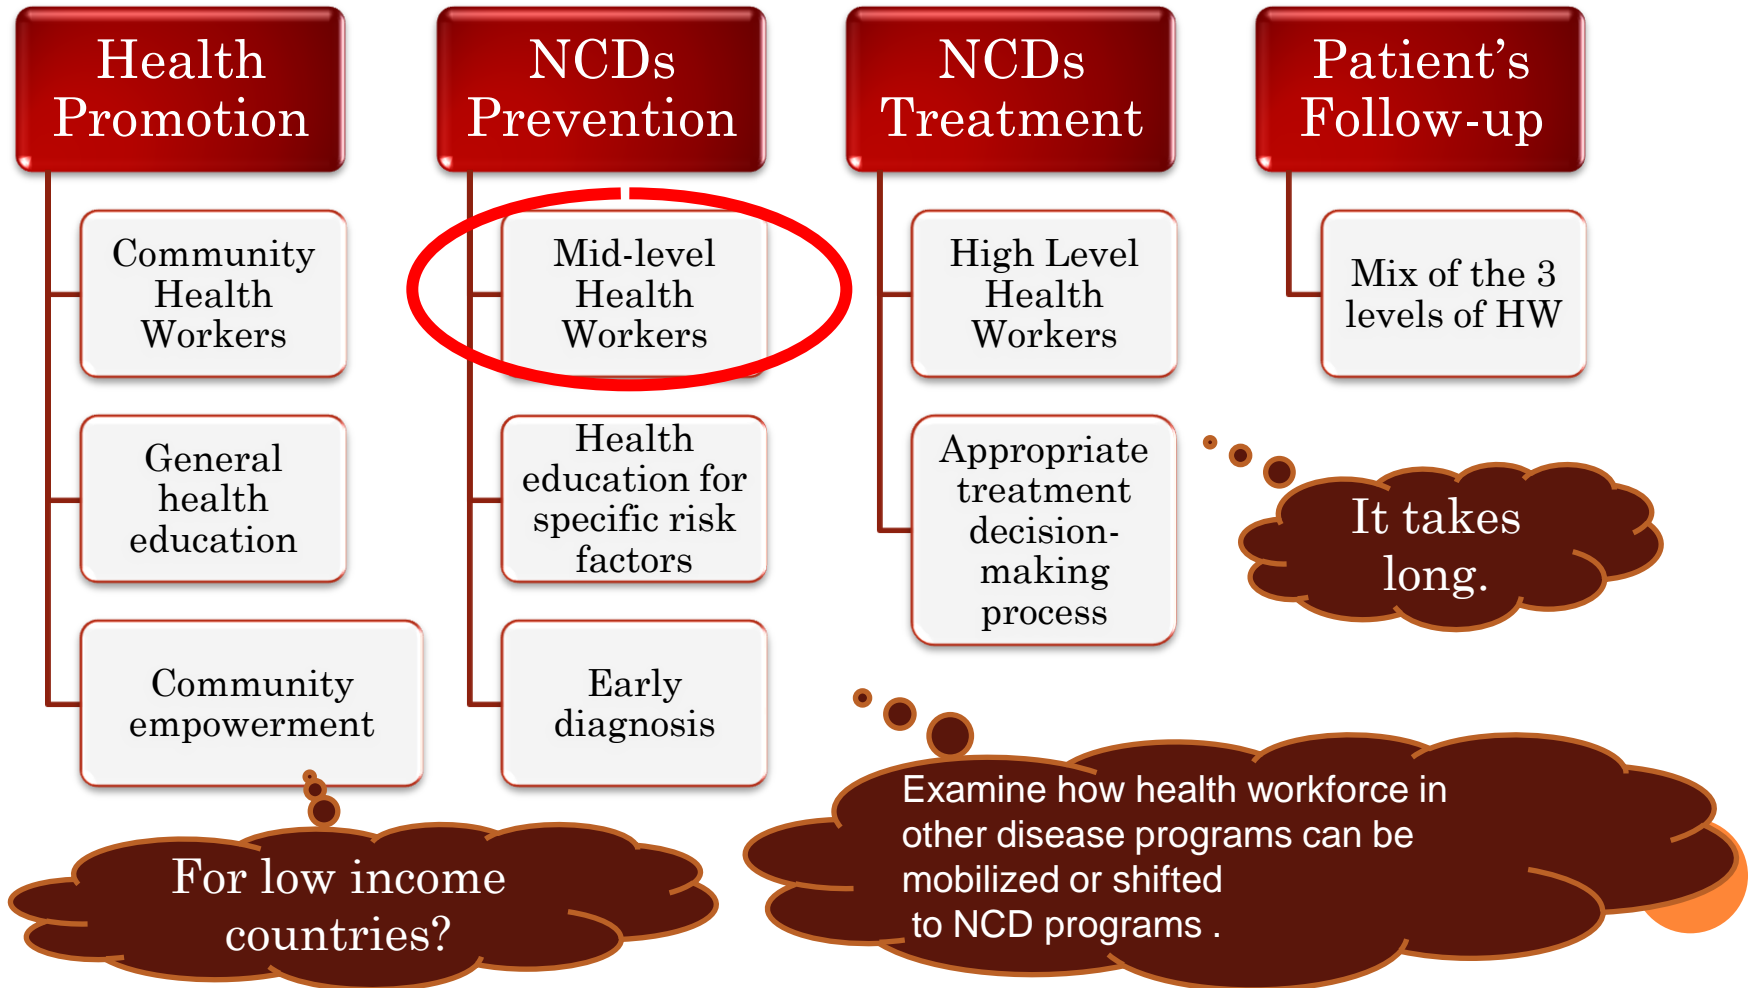 Health
Promotion
Community
Health
Workers
General
health
education
Community
empowerment
NCDs
Prevention
Mid-level
Health
Workers
Health
education for
specific risk
factors
Early
diagnosis
NCDs
Treatment
High Level
Health
Workers
Appropriate
treatment
decision-
making
process
Patient's
Follow-up
Mix of the 3
levels of HW
It takes
long.
For low income
countries?
Examine how health workforce in
other disease programs can be
mobilized or shifted
to NCD programs .